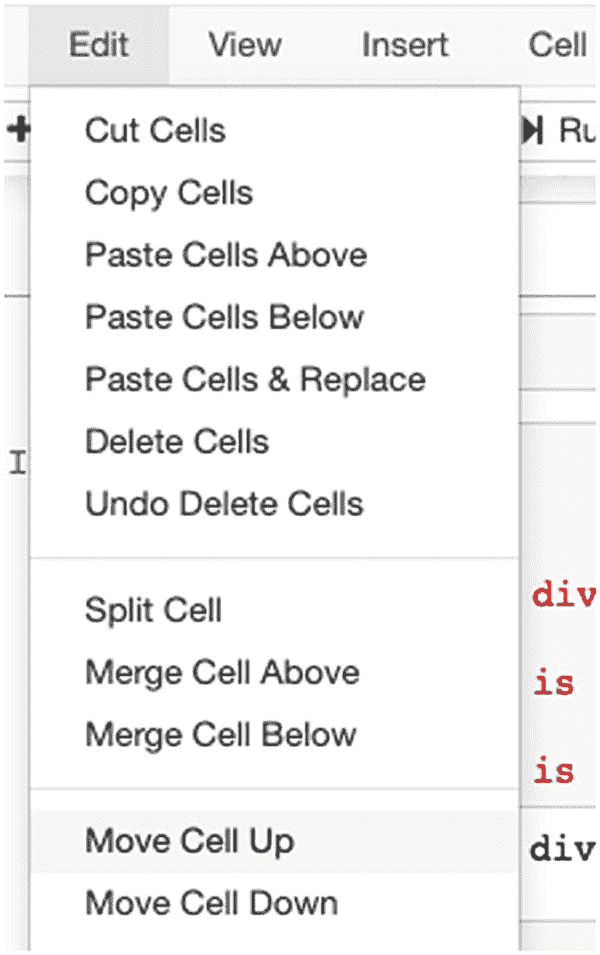 Edit View Insert Cell
Ru
Cut Cells
Copy Cells
Paste Cells Above
Paste Cells Below
Paste Cells & Replace
Delete Cells
I
Undo Delete Cells
div
Split Cell
Merge Cell Above
is
Merge Cell Below
is
Move Cell Up
div
Move Cell Down